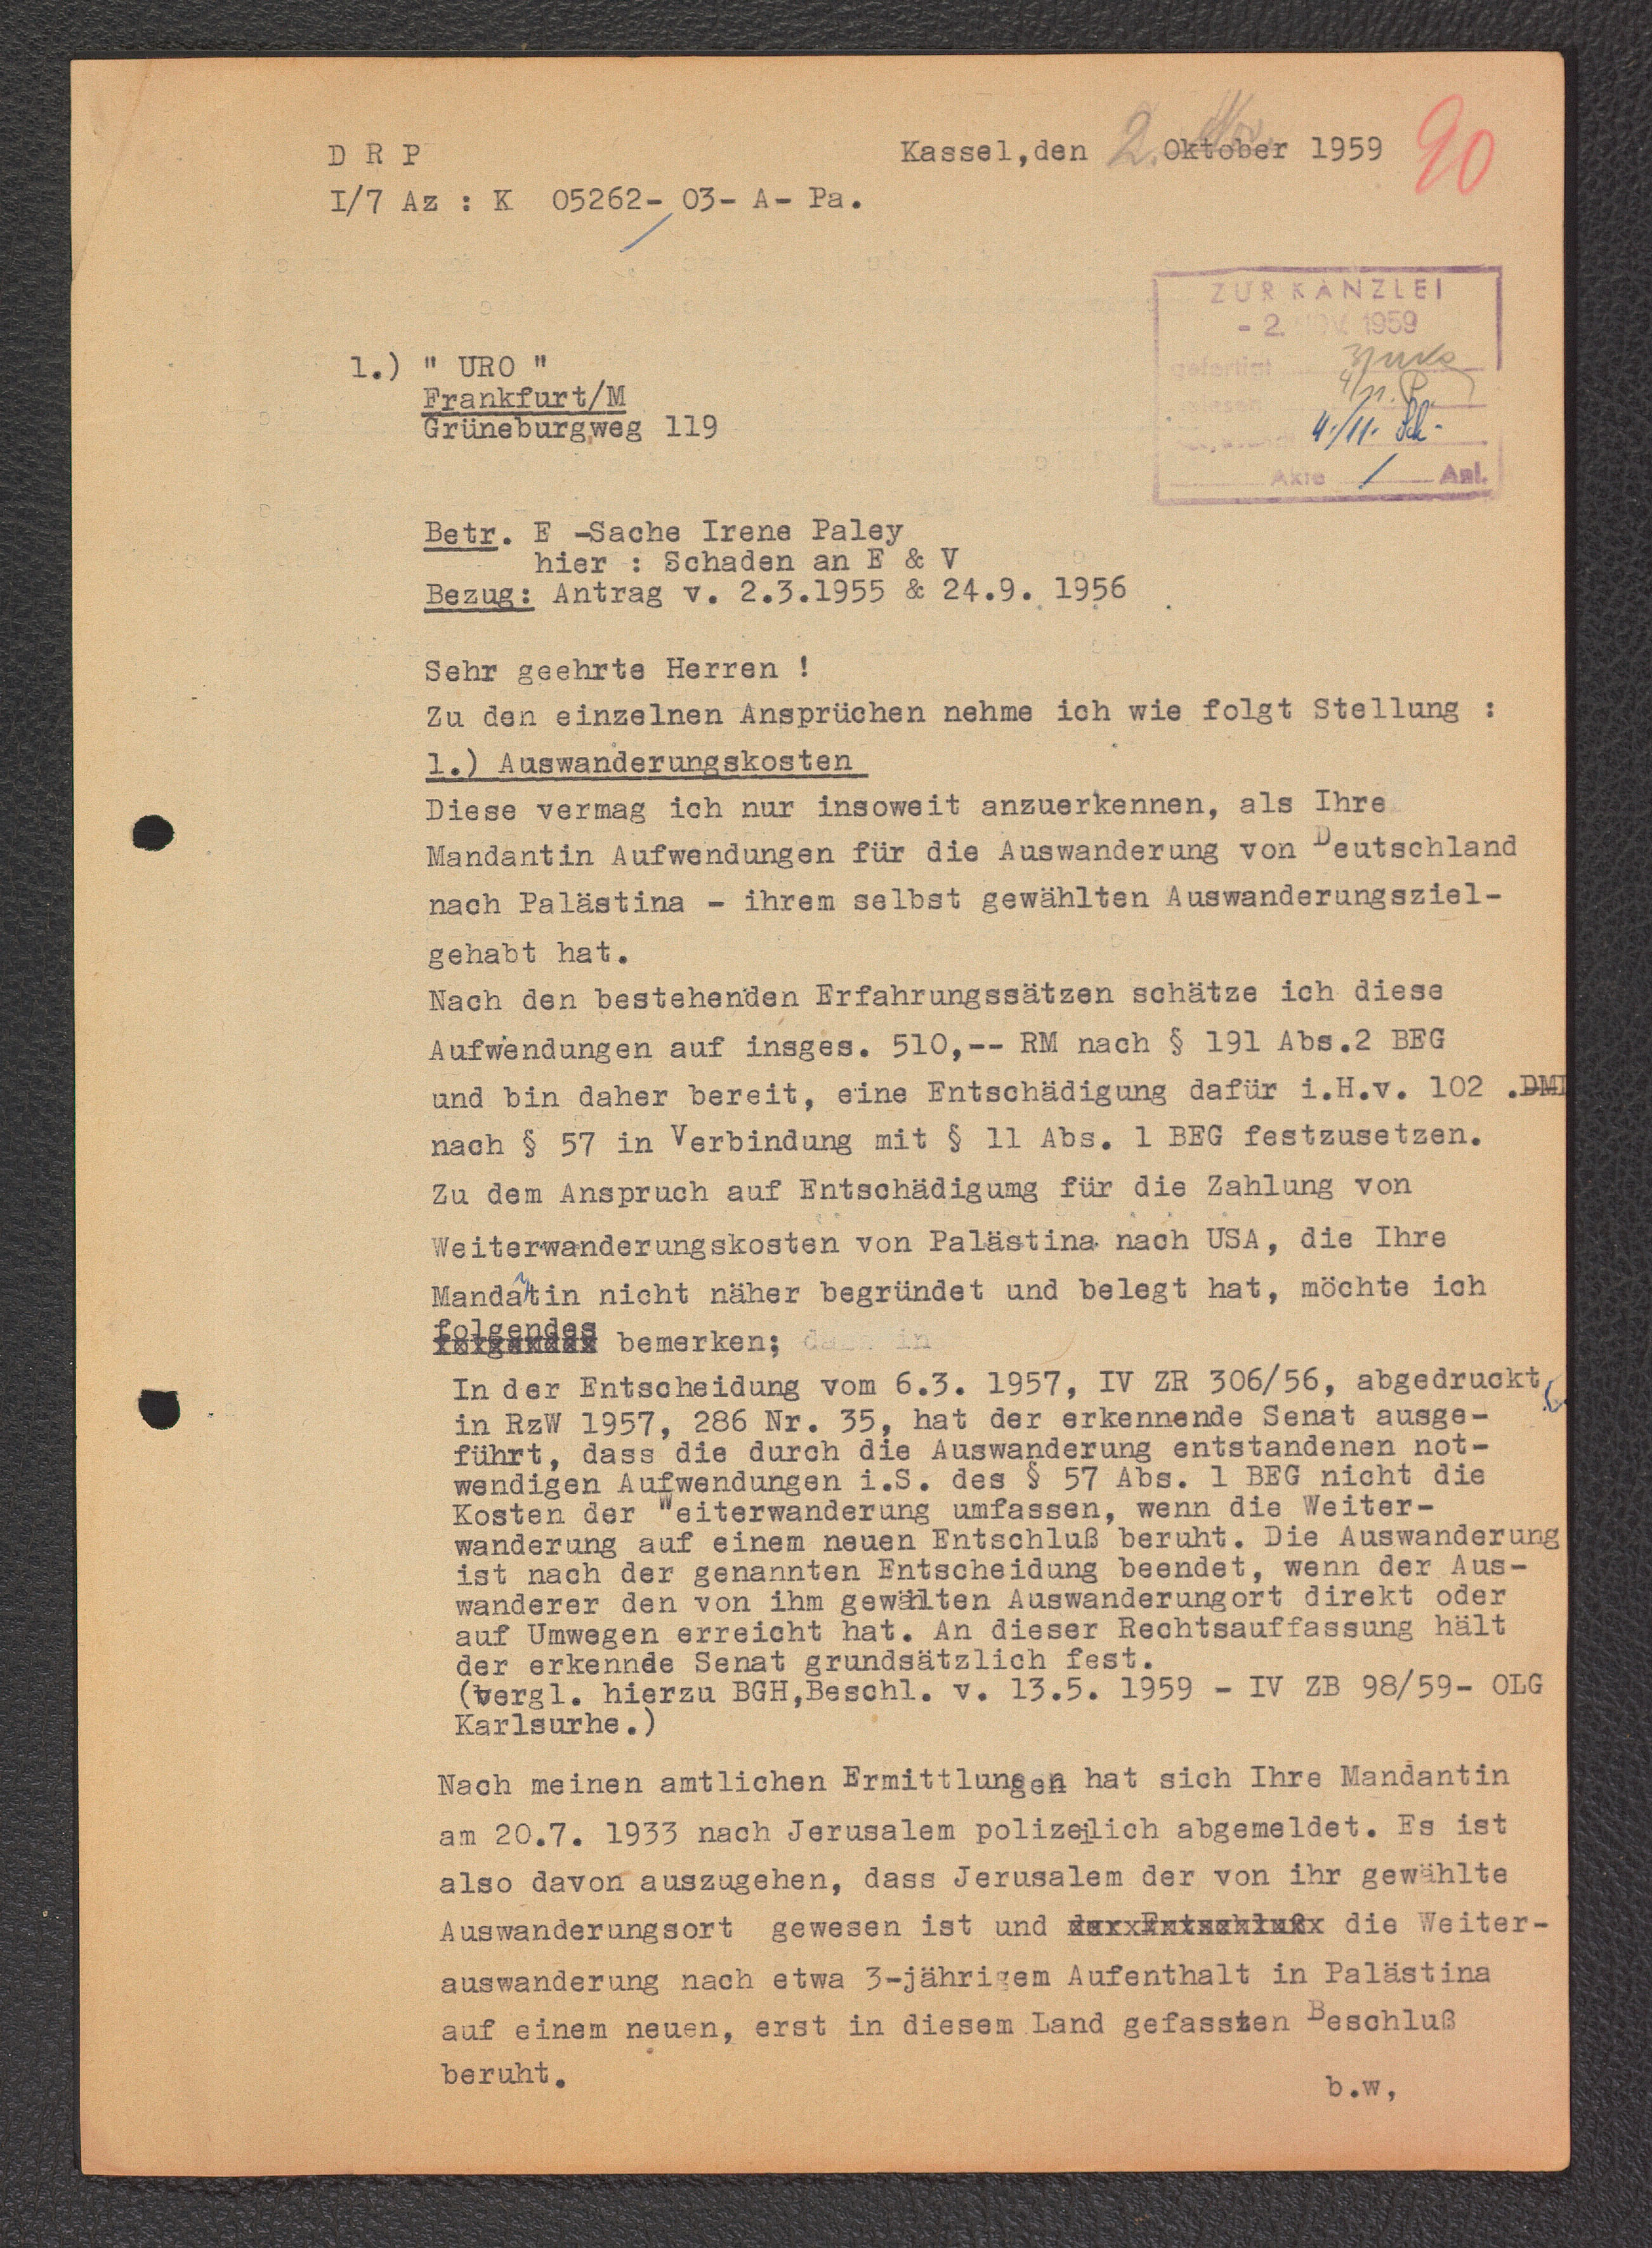 D R P
Kassel, den 2. Nov. Oktober 1959
90
I/7 Az : K 05262- 03- A- Pa.
ZUR KANZLEI
- 2. NOV. 1959
gefertigt
gelesen
4/11. P.
4./11. Sch.
Akte / Anl.
1.) " URO "
Frankfurt/M
Grüneburgweg 119
Betr. E -Sache Irene Paley
hier : Schaden an E & V
Bezug: Antrag v. 2.3.1955 & 24.9. 1956
Sehr geehrte Herren !
Zu den einzelnen Ansprüchen nehme ich wie folgt Stellung :
1.) Auswanderungskosten
Diese vermag ich nur insoweit anzuerkennen, als Ihre
Mandantin Aufwendungen für die Auswanderung von Deutschland
nach Palästina - ihrem selbst gewählten Auswanderungsziel-
gehabt hat.
Nach den bestehenden Erfahrungssätzen schätze ich diese
Aufwendungen auf insges. 510,-- RM nach § 191 Abs.2 BEG
und bin daher bereit, eine Entschädigung dafür i.H.v. 102 .DM
nach § 57 in Verbindung mit § 11 Abs. 1 BEG festzusetzen.
Zu dem Anspruch auf Entschädigumg für die Zahlung von
Weiterwanderungskosten von Palästina nach USA, die Ihre
Mandantin nicht näher begründet und belegt hat, möchte ich
folgendes bemerken;
In der Entscheidung vom 6.3. 1957, IV ZR 306/56, abgedruckt
in RzW 1957, 286 Nr. 35, hat der erkennende Senat ausge-
führt, dass die durch die Auswanderung entstandenen not-
wendigen Aufwendungen i.S. des § 57 Abs. 1 BEG nicht die
Kosten der Weiterwanderung umfassen, wenn die Weiter-
wanderung auf einem neuen Entschluß beruht. Die Auswanderung
ist nach der genannten Entscheidung beendet, wenn der Aus-
wanderer den von ihm gewählten Auswanderungort direkt oder
auf Umwegen erreicht hat. An dieser Rechtsauffassung hält
der erkennde Senat grundsätzlich fest.
(vergl. hierzu BGH,Beschl. v. 13.5. 1959 - IV ZB 98/59- OLG
Karlsurhe.)
Nach meinen amtlichen Ermittlungen hat sich Ihre Mandantin
am 20.7. 1933 nach Jerusalem polizeilich abgemeldet. Es ist
also davon auszugehen, dass Jerusalem der von ihr gewählte
Auswanderungsort gewesen ist und der Entschluß die Weiter-
auswanderung nach etwa 3-jährigem Aufenthalt in Palästina
auf einem neuen, erst in diesem Land gefassten Beschluß
beruht.
b.w,